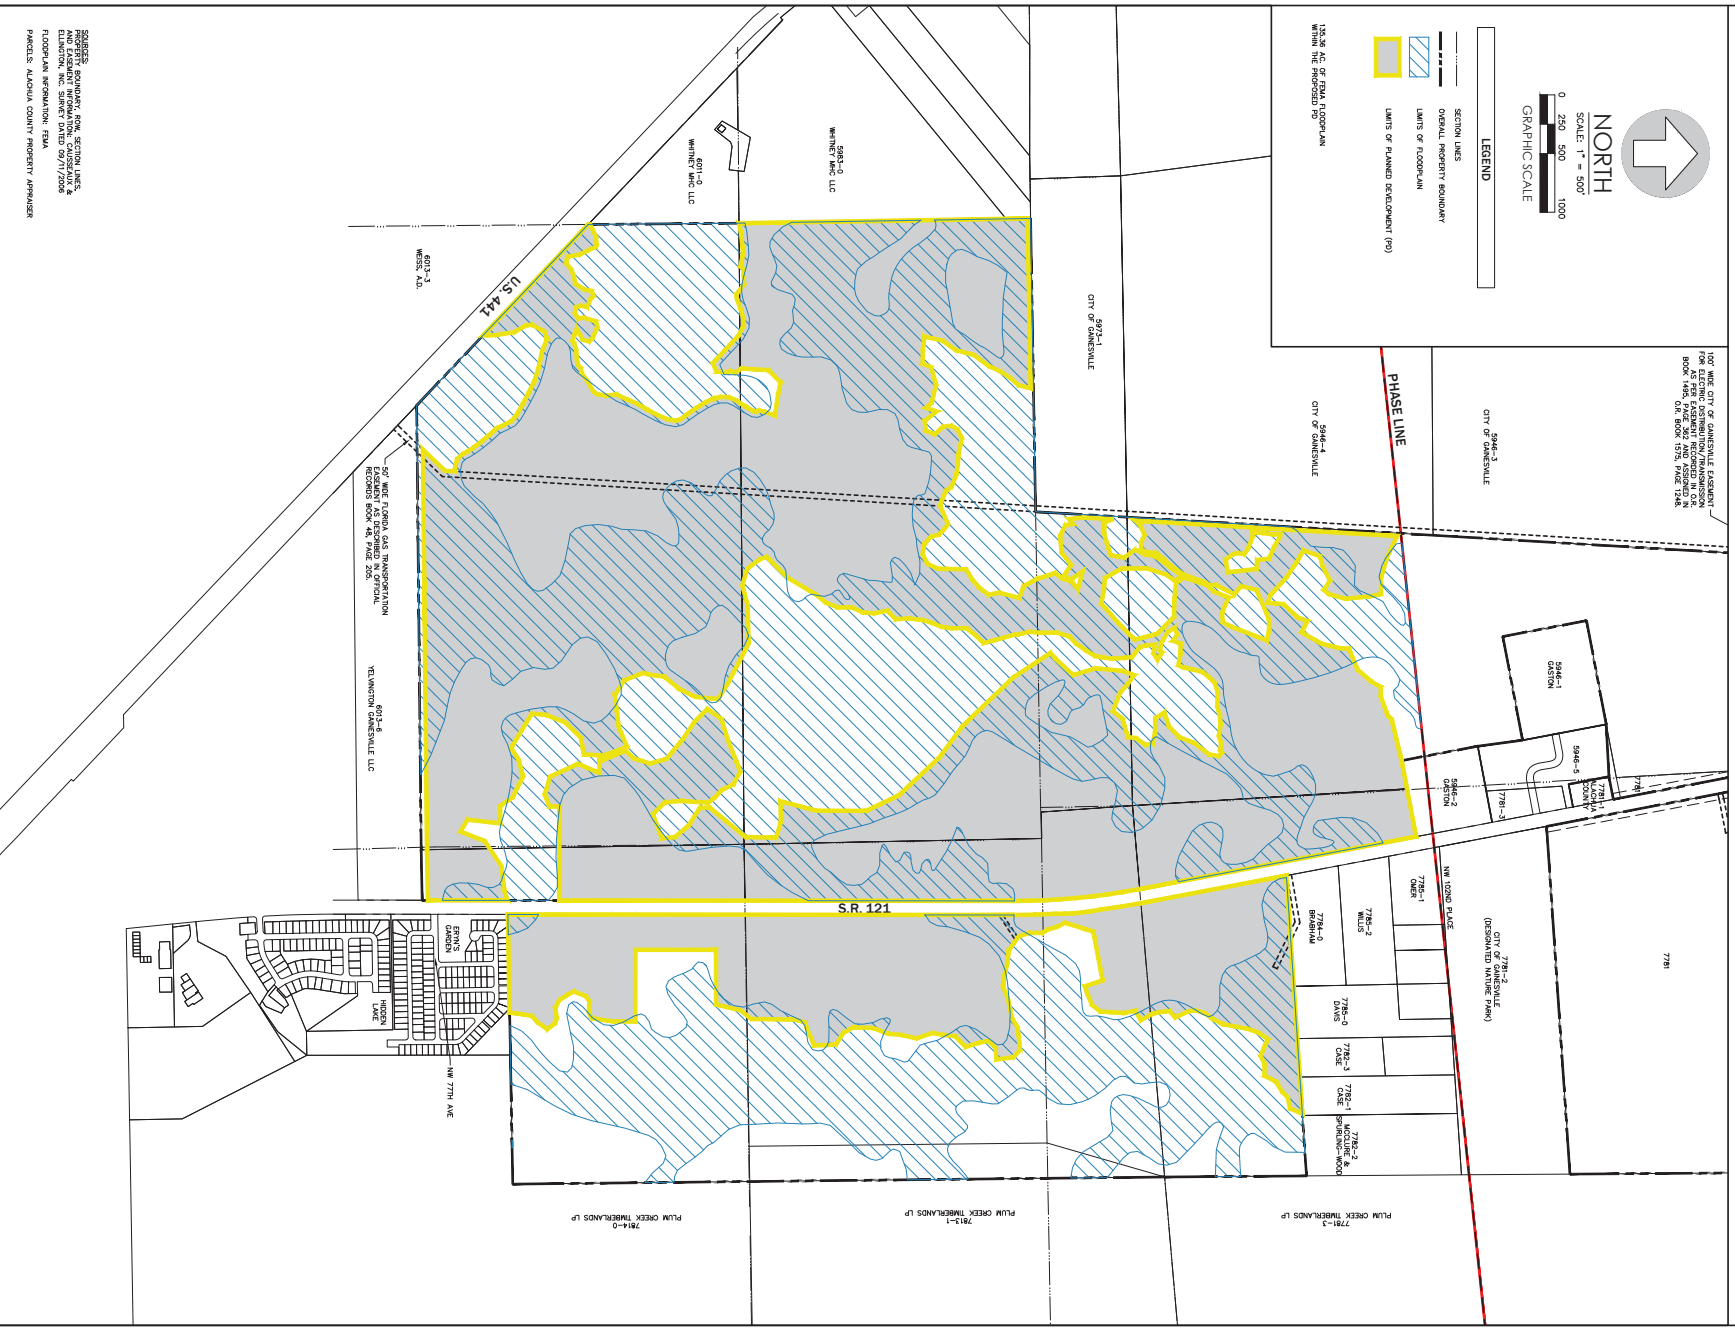 NORTH
SCALE: 1" = 500'
0 250 500 1000
GRAPHIC SCALE
LEGEND
SECTION LINES
OVERALL PROPERTY BOUNDARY
LIMITS OF FLOODPLAIN
LIMITS OF PLANNED DEVELOPMENT (PD)
135.36 AC. OF FEMA FLOODPLAIN
WITHIN THE PROPOSED PD
100' WIDE CITY OF GAINESVILLE EASEMENT
FOR ELECTRIC DISTRIBUTION/TRANSMISSION
AS PER EASEMENT RECORDED IN O.R.
BOOK 1495, PAGE 362 AND ASSIGNED IN
O.R. BOOK 1575, PAGE 1248.
5946-3
CITY OF GAINESVILLE
PHASE LINE
5946-4
CITY OF GAINESVILLE
5973-1
CITY OF GAINESVILLE
5983-0
WHITNEY MHC LLC
6011-0
WHITNEY MHC LLC
6013-3
WEISS, A.D.
U.S. 441
50' WIDE FLORIDA GAS TRANSPORTATION
EASEMENT AS DESCRIBED IN OFFICIAL
RECORDS BOOK 48, PAGE 205.
6013-6
YELVINGTON GAINESVILLE LLC
5946-1
GASTON
5946-5
7781
7781-1
ALACHUA
COUNTY
7781-3
5946-2
GASTON
S.R. 121
NW 102ND PLACE
7785-1
OMER
7785-2
WILLIS
7784-0
BRABHAM
7785-0
DAVIS
7782-3
CASE
7782-1
CASE
7782-2
MCCLURE &
SPURLING-WOOD
7781-2
CITY OF GAINESVILLE
(DESIGNATED NATURE PARK)
7781
ERYN'S
GARDEN
HIDDEN
LAKE
NW 77TH AVE
7814-0
PLUM CREEK TIMBERLANDS LP
7813-1
PLUM CREEK TIMBERLANDS LP
7781-3
PLUM CREEK TIMBERLANDS LP
SOURCES:
PROPERTY BOUNDARY, ROW, SECTION LINES,
AND EASEMENT INFORMATION: CAUSSEAUX &
ELLINGTON, INC. SURVEY DATED 09/11/2006
FLOODPLAIN INFORMATION: FEMA
PARCELS: ALACHUA COUNTY PROPERTY APPRAISER